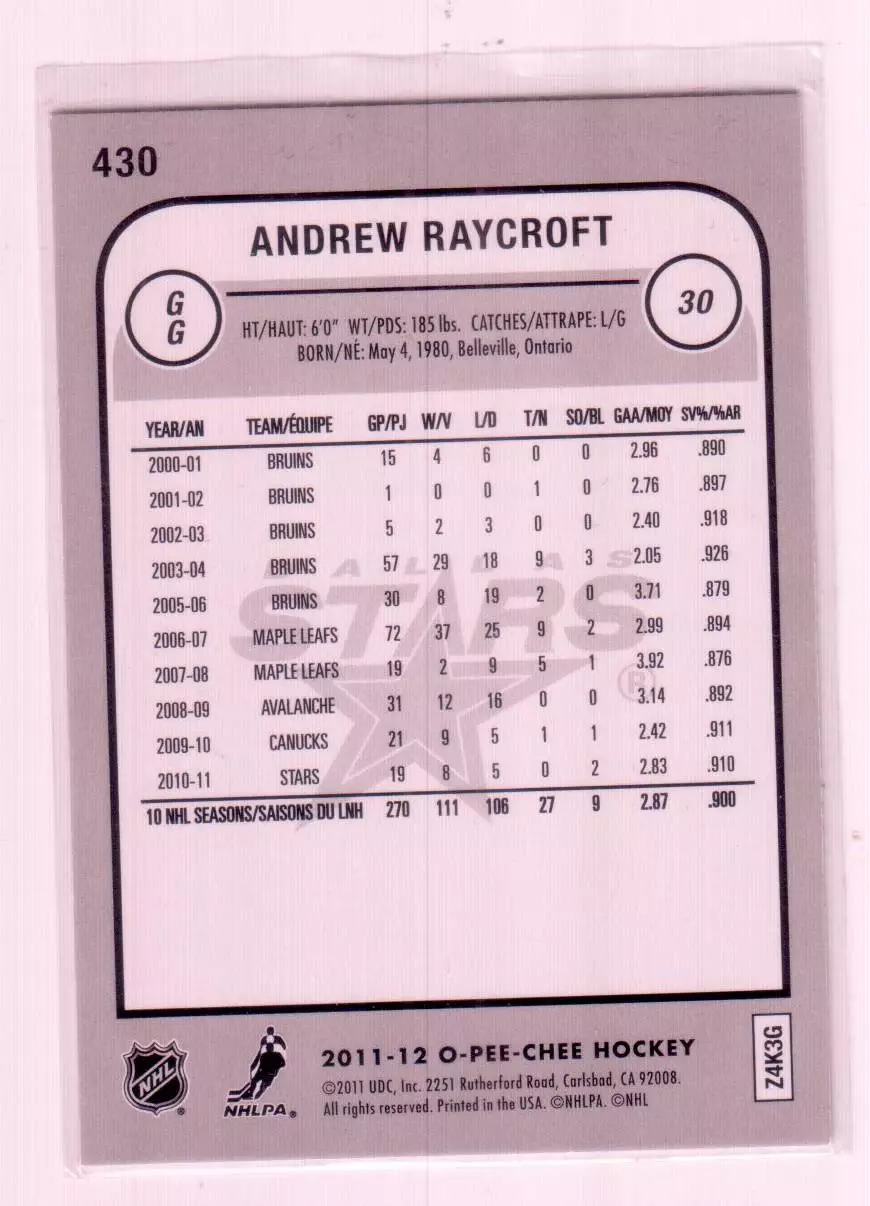 430
ANDREW RAYCROFT
G
G
30
HT/HAUT: 6'0" WT/PDS: 185 lbs. CATCHES/ATTRAPE: L/G
BORN/NÉ: May 4, 1980, Belleville, Ontario
YEAR/AN TEAM/ÉQUIPE GP/PJ W/V L/D T/N SO/BL GAA/MOY SV%/%AR
2000-01 BRUINS 15 4 6 0 0 2.96 .890
2001-02 BRUINS 1 0 0 1 0 2.76 .897
2002-03 BRUINS 5 2 3 0 0 2.40 .918
2003-04 BRUINS 57 29 18 9 3 2.05 .926
2005-06 BRUINS 30 8 19 2 0 3.71 .879
2006-07 MAPLE LEAFS 72 37 25 9 2 2.99 .894
2007-08 MAPLE LEAFS 19 2 9 5 1 3.92 .876
2008-09 AVALANCHE 31 12 16 0 0 3.14 .892
2009-10 CANUCKS 21 9 5 1 1 2.42 .911
2010-11 STARS 19 8 5 0 2 2.83 .910
10 NHL SEASONS/SAISONS DU LNH 270 111 106 27 9 2.87 .900
DALLAS
STARS
®
NHL ®
NHLPA®
2011-12 O-PEE-CHEE HOCKEY
©2011 UDC, Inc. 2251 Rutherford Road, Carlsbad, CA 92008.
All rights reserved. Printed in the USA. ©NHLPA. ©NHL
Z4K3G